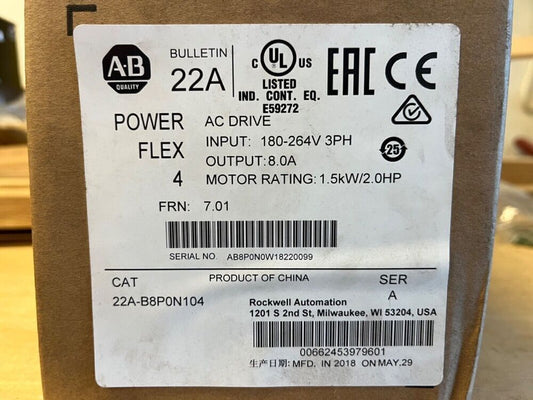 A-B
QUALITY
BULLETIN
22A
C UL US
LISTED
IND. CONT. EQ.
E59272
EAC CE
25
POWER
FLEX
4
AC DRIVE
INPUT: 180-264V 3PH
OUTPUT: 8.0A
MOTOR RATING: 1.5kW/2.0HP
FRN: 7.01
SERIAL NO. AB8P0N0W18220099
CAT
22A-B8P0N104
PRODUCT OF CHINA
SER
A
Rockwell Automation
1201 S 2nd St, Milwaukee, WI 53204, USA
00662453979601
生产日期: MFD. IN 2018 ON MAY.29